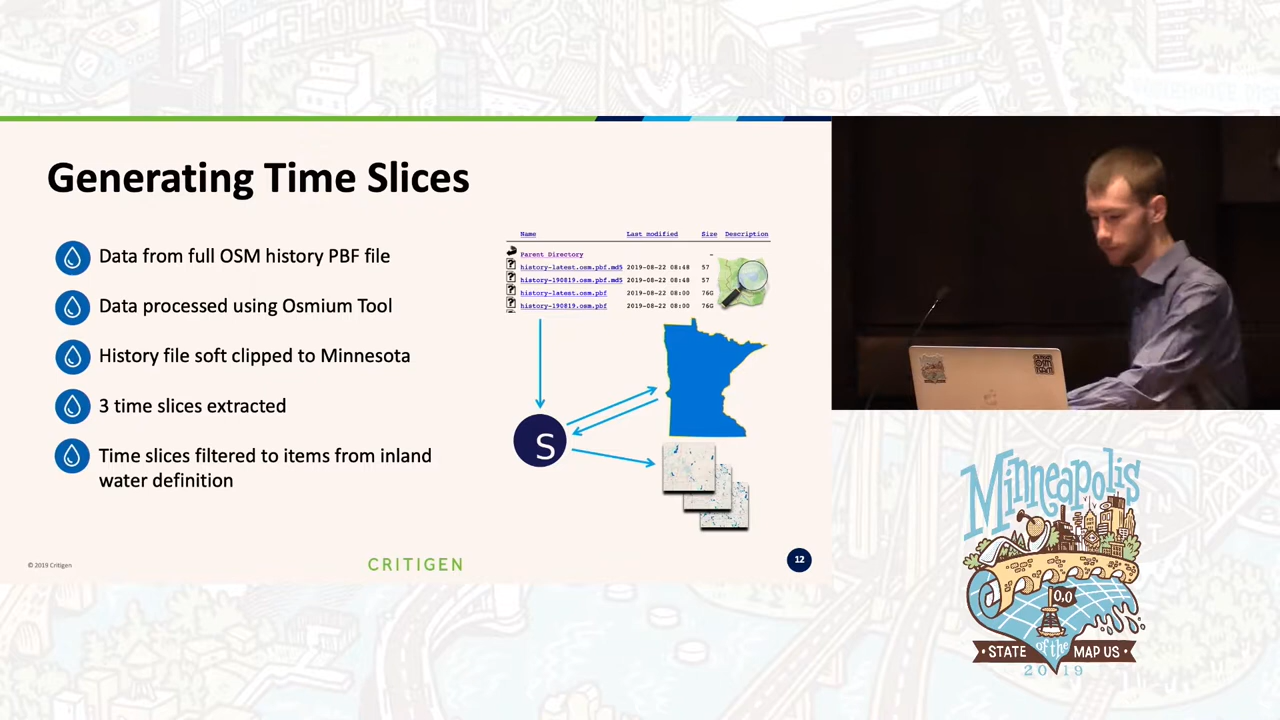 Generating Time Slices
Data from full OSM history PBF file
Data processed using Osmium Tool
History file soft clipped to Minnesota
3 time slices extracted
Time slices filtered to items from inland
water definition
Name Last modified Size Description
Parent Directory -
history-latest.osm.pbf.md5 2019-08-22 08:48 57
history-190819.osm.pbf.md5 2019-08-22 08:48 57
history-latest.osm.pbf 2019-08-22 08:00 76G
history-190819.osm.pbf 2019-08-22 08:00 76G
S
© 2019 Critigen
CRITIGEN
12
Minneapolis
0,0
· STATE of the MAP US ·
2019
FLOUR